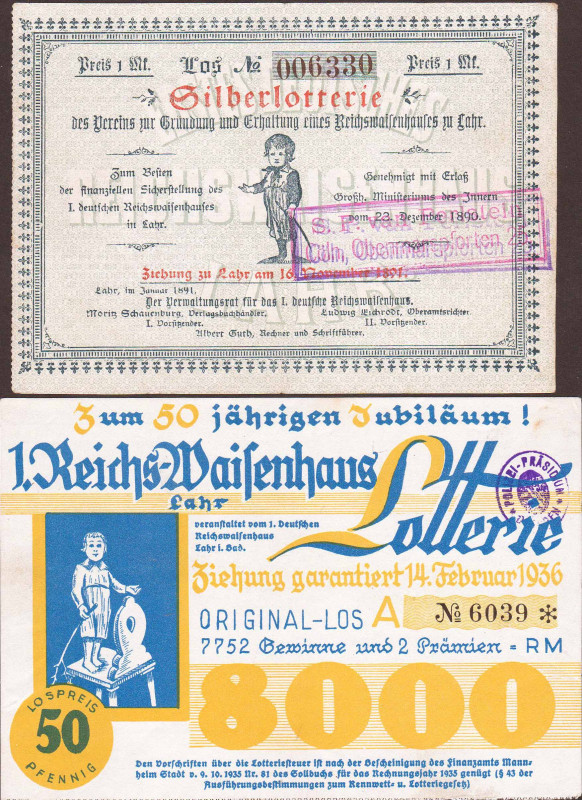 Preis 1 Mk. Los № 006330 Preis 1 Mk.
Silberlotterie
des Vereins zur Gründung und Erhaltung eines Reichswaisenhauses zu Lahr.
Zum Besten
der finanziellen Sicherstellung des
I. deutschen Reichswaisenhauses
in Lahr.
Genehmigt mit Erlaß
Großh. Ministeriums des Innern
vom 23. Dezember 1890.
S. F. van
Cöln, Obenmarspforten
Ziehung zu Lahr am 16. November 1891.
Lahr, im Januar 1891.
Der Verwaltungsrat für das I. deutsche Reichswaisenhaus.
Moritz Schauenburg, Verlagsbuchhändler. Ludwig Eichrodt, Oberamtsrichter.
I. Vorsitzender. II. Vorsitzender.
Albert Guth, Rechner und Schriftführer.
Zum 50 jährigen Jubiläum!
1. Reichs-Waisenhaus
Lahr
Lotterie
POLIZEI-PRÄSIDIUM
veranstaltet vom 1. Deutschen
Reichswaisenhaus
Lahr i. Bad.
Ziehung garantiert 14. Februar 1936
ORIGINAL-LOS A № 6039 *
7752 Gewinne und 2 Prämien = RM
8000
LOSPREIS
50
PFENNIG
Den Vorschriften über die Lotteriesteuer ist nach der Bescheinigung des Finanzamts Mann-
heim Stadt v. 9. 10. 1935 Nr. 81 des Sollbuchs für das Rechnungsjahr 1935 genügt (§ 43 der
Ausführungsbestimmungen zum Rennwett- u. Lotteriegesetz)